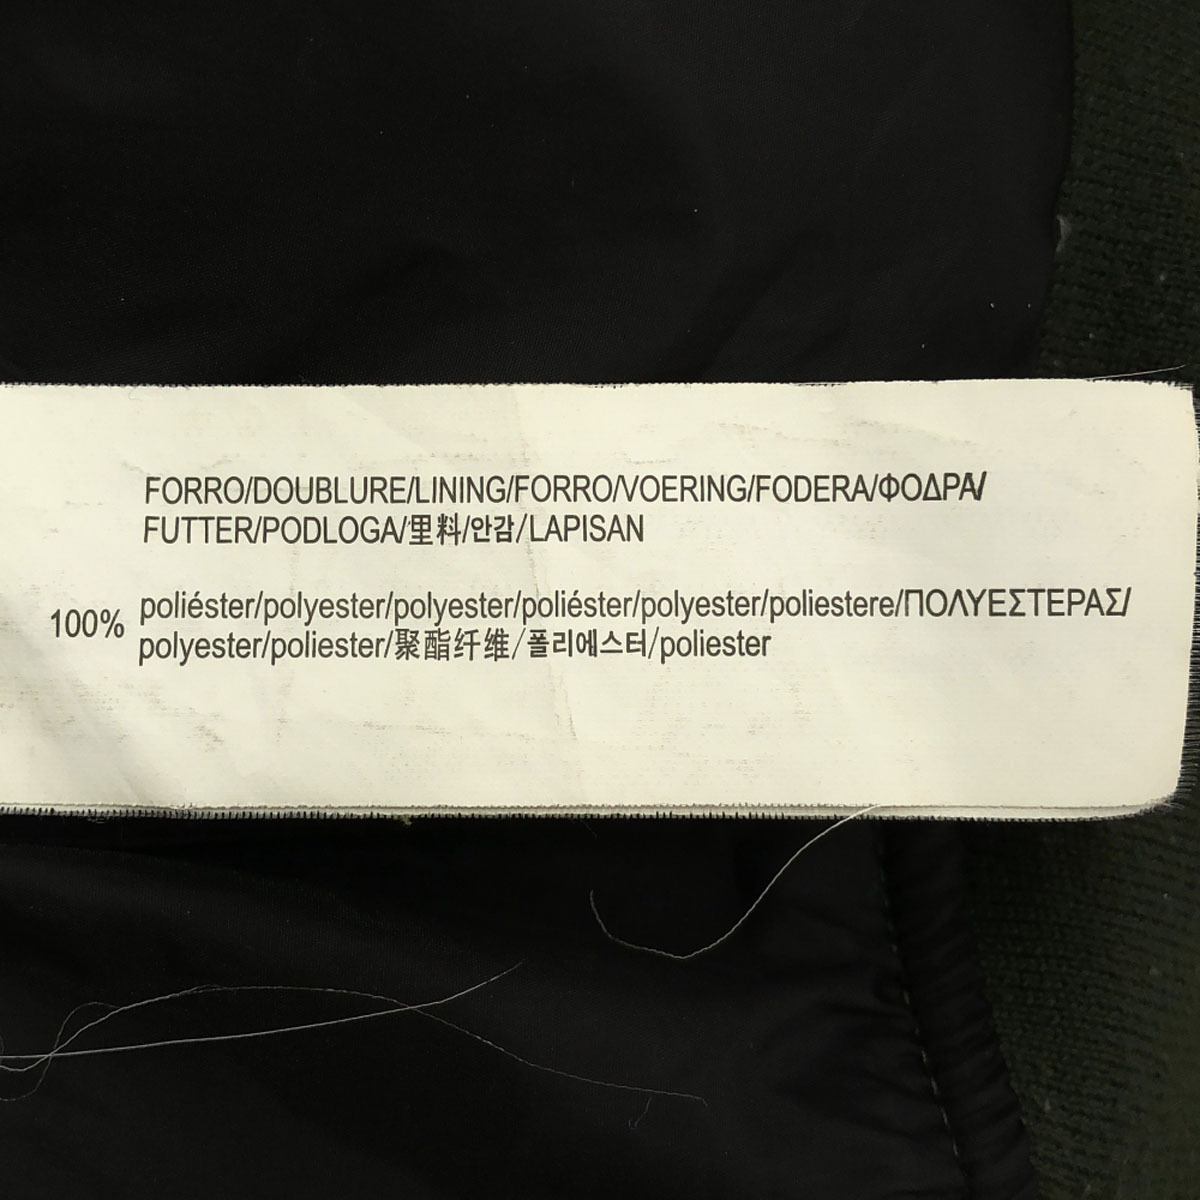 FORRO/DOUBLURE/LINING/FORRO/VOERING/FODERA/ΦΟΔΡΑ/
FUTTER/PODLOGA/里料/안감/LAPISAN
100% poliéster/polyester/polyester/poliéster/polyester/poliestere/ΠΟΛΥΕΣΤΕΡΑΣ/
polyester/poliester/聚酯纤维/폴리에스터/poliester